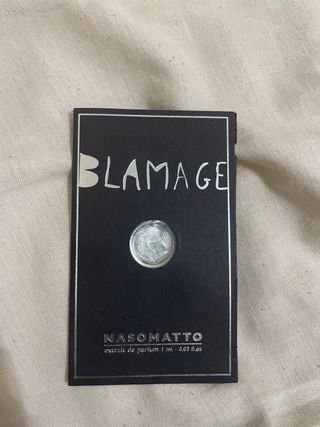 BLAMAGE
NASOMATTO
extrait de parfum 1 ml. - 0.03 fl.oz